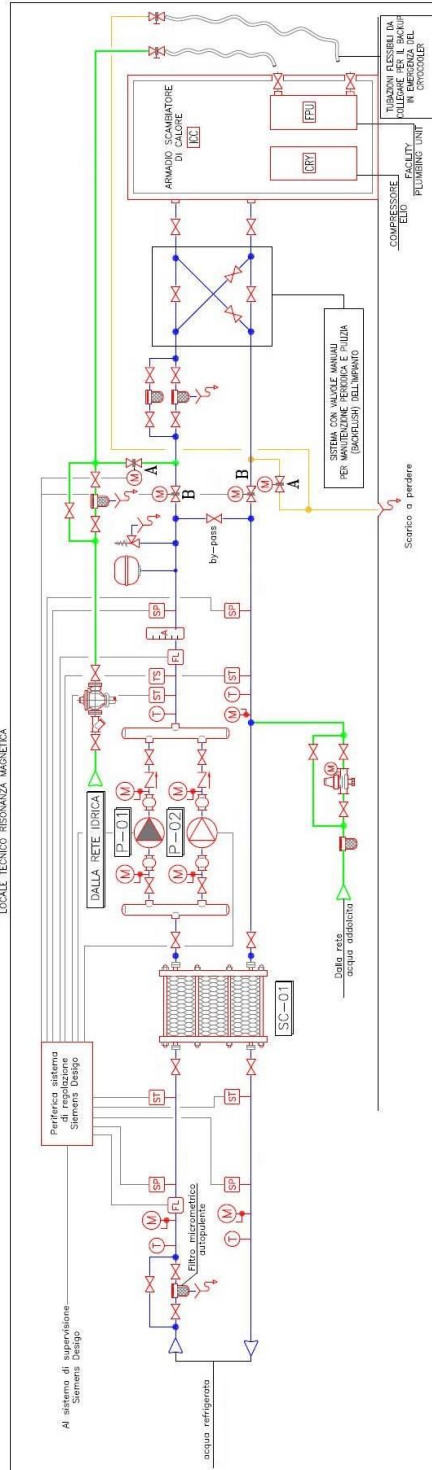 LOCALE TECNICO RISONANZA MAGNETICA
Al sistema di supervisione
Siemens Desigo
Periferica sistema
di regolazione
Siemens Desigo
acqua refrigerata
T
M
FL
SP
ST
Filtro micrometrico
autopulente
T
M
SP
ST
SC-01
P-01
P-02
M
M
M
M
DALLA RETE IDRICA
T
ST
TS
FL
A
SP
M
T
ST
SP
Dalla rete
acqua addolcita
M
by-pass
M
A
M
B
M
B
M
A
Scarico a perdere
SISTEMA CON VALVOLE MANUALI
PER MANUTENZIONE PERIODICA E PULIZIA
(BACKFLUSH) DELL'IMPIANTO
ARMADIO SCAMBIATORE
DI CALORE
ICC
CRY
FPU
COMPRESSORE
ELIO
FACILITY
PLUMBING UNIT
TUBAZIONI FLESSIBILI DA
COLLEGARE PER IL BACKUP
IN EMERGENZA DEL
CRYOCOOLER